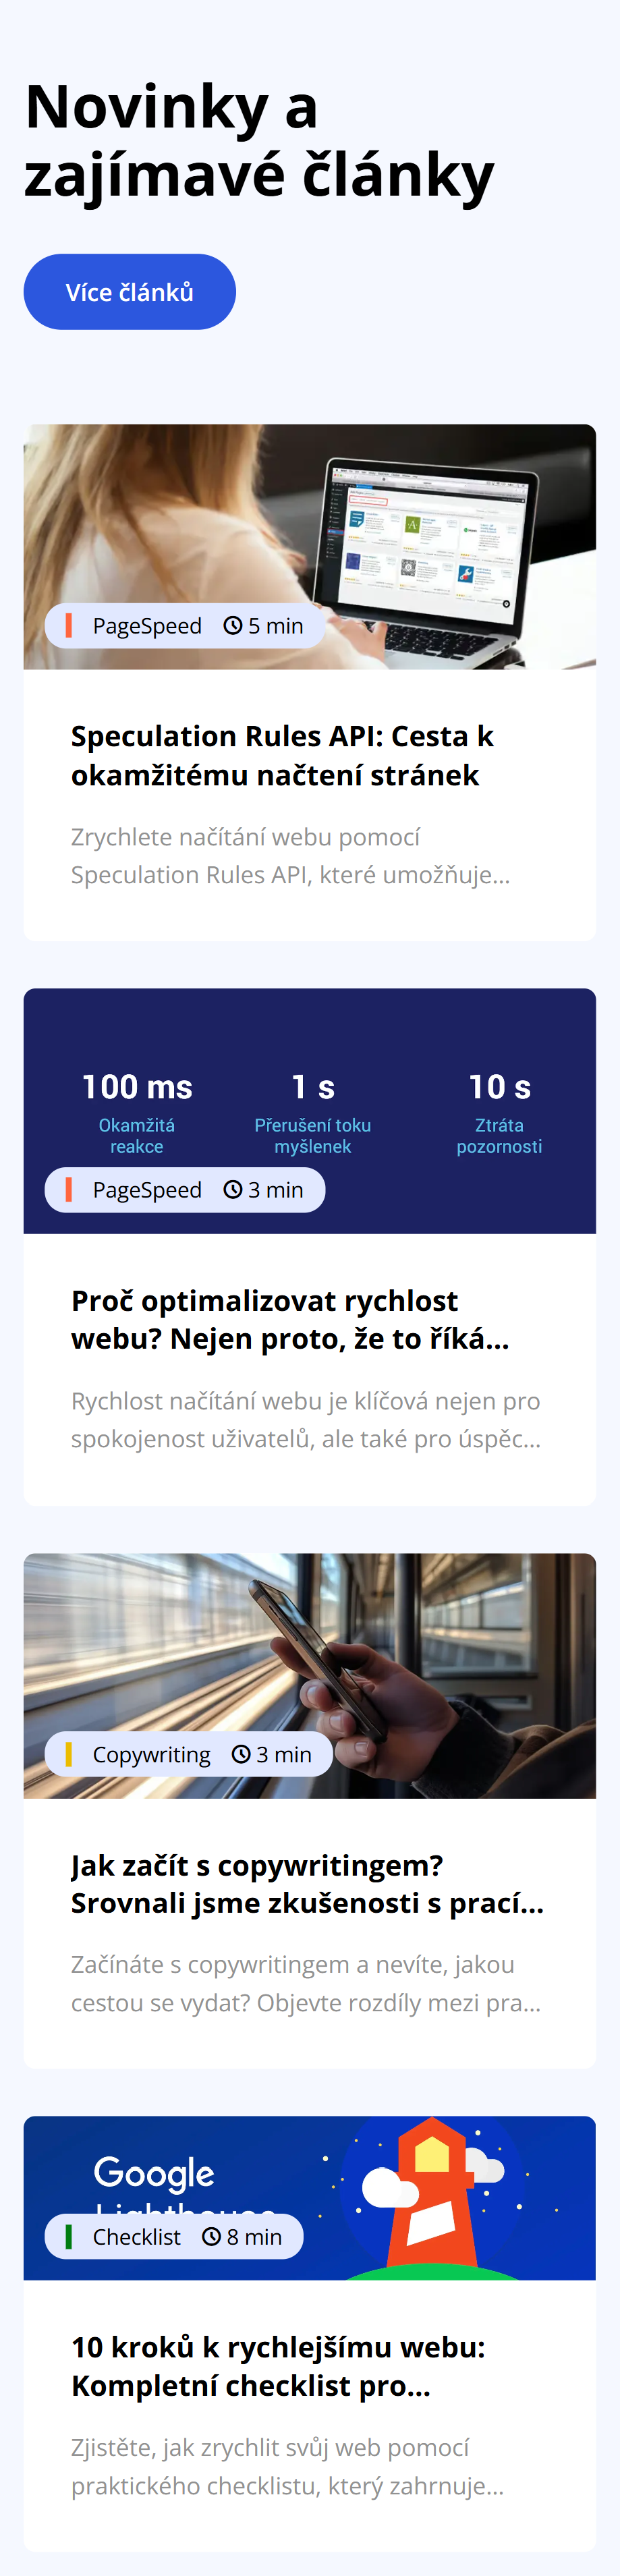 Novinky a
zajímavé články
Více článků
PageSpeed 5 min
Speculation Rules API: Cesta k
okamžitému načtení stránek
Zrychlete načítání webu pomocí
Speculation Rules API, které umožňuje...
100 ms 1 s 10 s
Okamžitá Přerušení toku Ztráta
reakce myšlenek pozornosti
PageSpeed 3 min
Proč optimalizovat rychlost
webu? Nejen proto, že to říká...
Rychlost načítání webu je klíčová nejen pro
spokojenost uživatelů, ale také pro úspěc...
Copywriting 3 min
Jak začít s copywritingem?
Srovnali jsme zkušenosti s prací...
Začínáte s copywritingem a nevíte, jakou
cestou se vydat? Objevte rozdíly mezi pra...
Google
Lighthouse
Checklist 8 min
10 kroků k rychlejšímu webu:
Kompletní checklist pro...
Zjistěte, jak zrychlit svůj web pomocí
praktického checklistu, který zahrnuje...